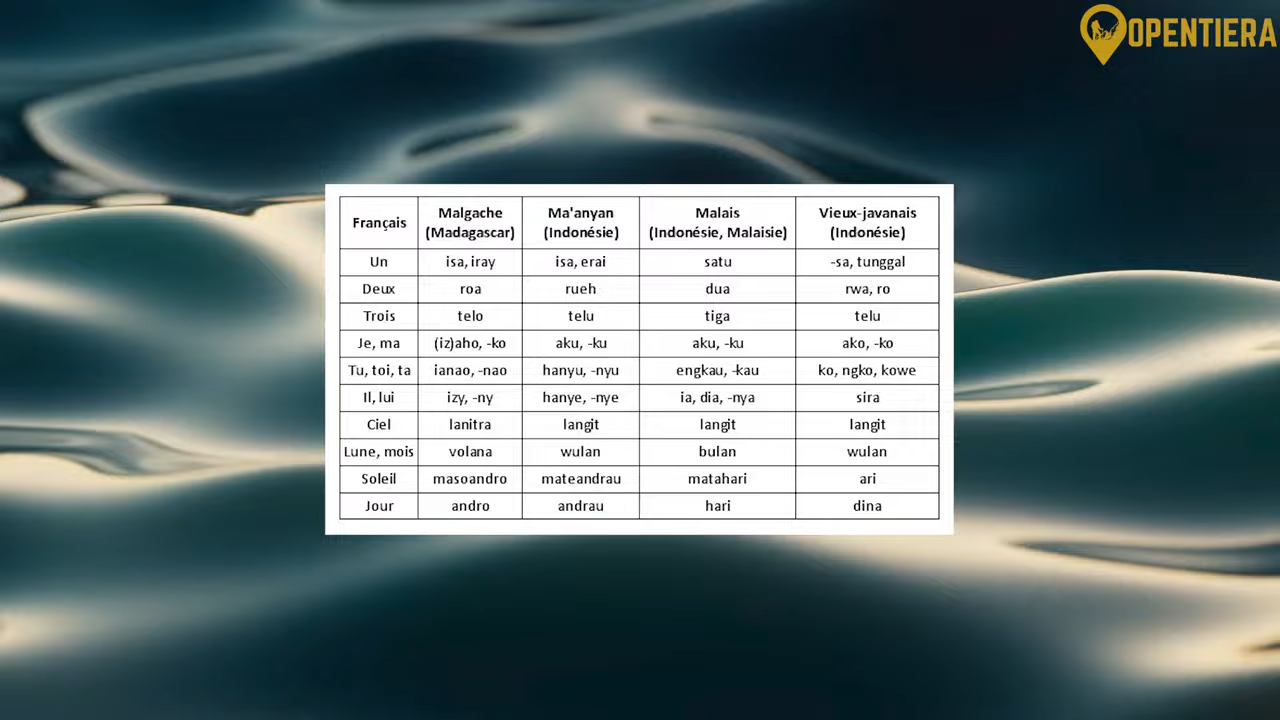 OPENTIERA
Français Malgache (Madagascar) Ma'anyan (Indonésie) Malais (Indonésie, Malaisie) Vieux-javanais (Indonésie)
Un isa, iray isa, erai satu -sa, tunggal
Deux roa rueh dua rwa, ro
Trois telo telu tiga telu
Je, ma (iz)aho, -ko aku, -ku aku, -ku ako, -ko
Tu, toi, ta ianao, -nao hanyu, -nyu engkau, -kau ko, ngko, kowe
Il, lui izy, -ny hanye, -nye ia, dia, -nya sira
Ciel lanitra langit langit langit
Lune, mois volana wulan bulan wulan
Soleil masoandro mateandrau matahari ari
Jour andro andrau hari dina